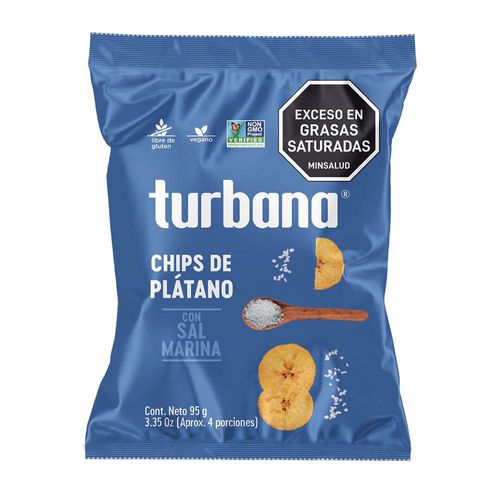 libre de
gluten
vegano
NON
GMO
Project
VERIFIED
EXCESO EN
GRASAS
SATURADAS
MINSALUD
turbana®
CHIPS DE
PLÁTANO
CON
SAL
MARINA
Cont. Neto 95 g
3.35 Oz (Aprox. 4 porciones)